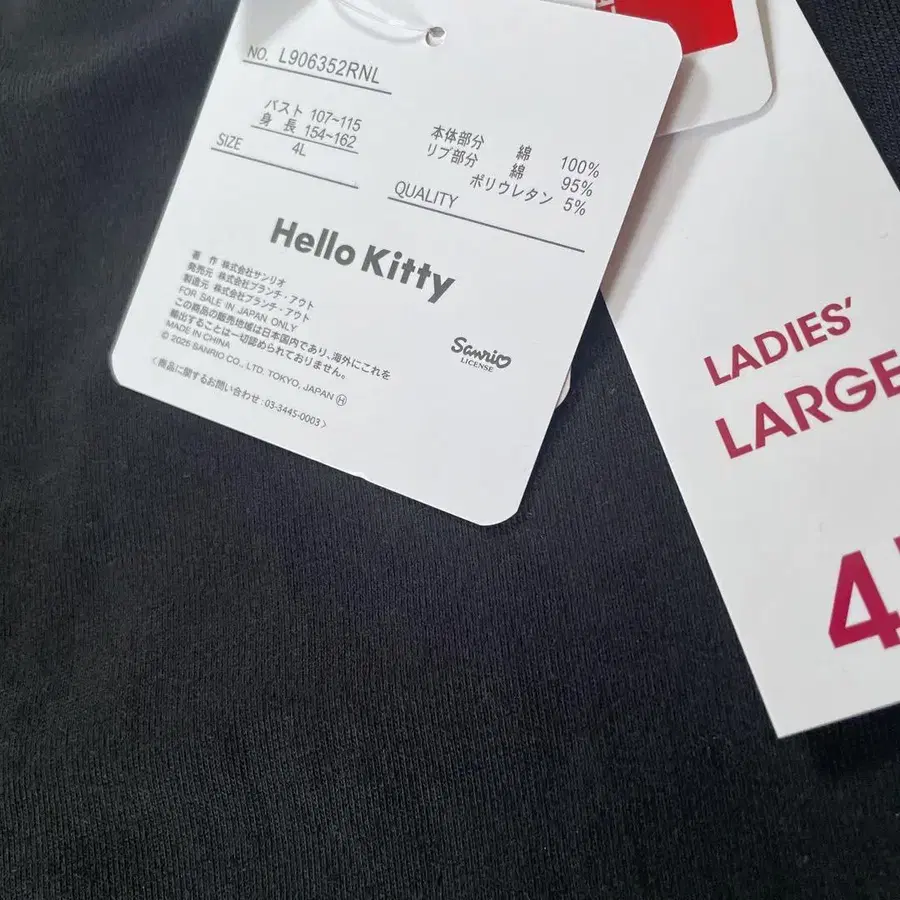 NO. L906352RNL
バスト 107~115
身長 154~162
SIZE 4L
本体部分 綿 100%
リブ部分 綿 95%
ポリウレタン 5%
QUALITY
Hello Kitty
著作 株式会社サンリオ
発売元 株式会社ブランチ・アウト
製造元 株式会社ブランチ・アウト
FOR SALE IN JAPAN ONLY
この商品の販売地域は日本国内であり、海外にこれを
輸出することは一切認められておりません。
MADE IN CHINA
© 2025 SANRIO CO., LTD. TOKYO, JAPAN Ⓗ
〈商品に関するお問い合わせ:03-3445-0003〉
Sanrio
LICENSE
LADIES'
LARGE
4